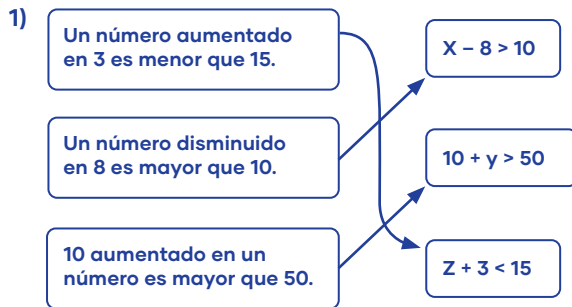 1)
Un número aumentado
en 3 es menor que 15.
X – 8 > 10
Un número disminuido
en 8 es mayor que 10.
10 + y > 50
10 aumentado en un
número es mayor que 50.
Z + 3 < 15